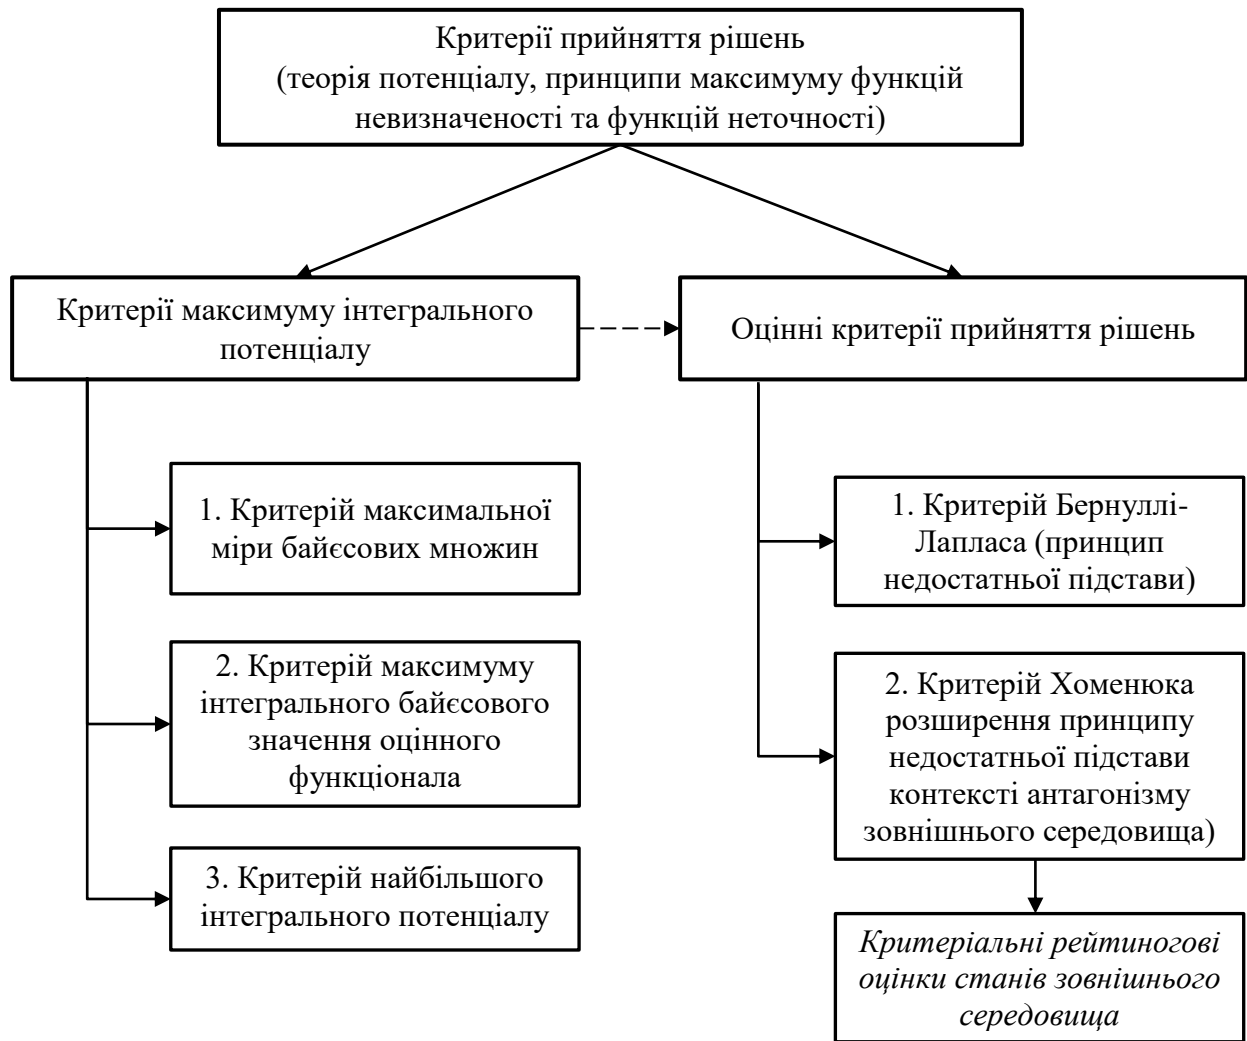 Критерії прийняття рішень
(теорія потенціалу, принципи максимуму функцій
невизначеності та функцій неточності)
Критерії максимуму інтегрального
потенціалу
Оцінні критерії прийняття рішень
1. Критерій максимальної
міри байєсових множин
2. Критерій максимуму
інтегрального байєсового
значення оцінного
функціонала
3. Критерій найбільшого
інтегрального потенціалу
1. Критерій Бернуллі-
Лапласа (принцип
недостатньої підстави)
2. Критерій Хоменюка
розширення принципу
недостатньої підстави
контексті антагонізму
зовнішнього середовища)
Критеріальні рейтиногові
оцінки станів зовнішнього
середовища